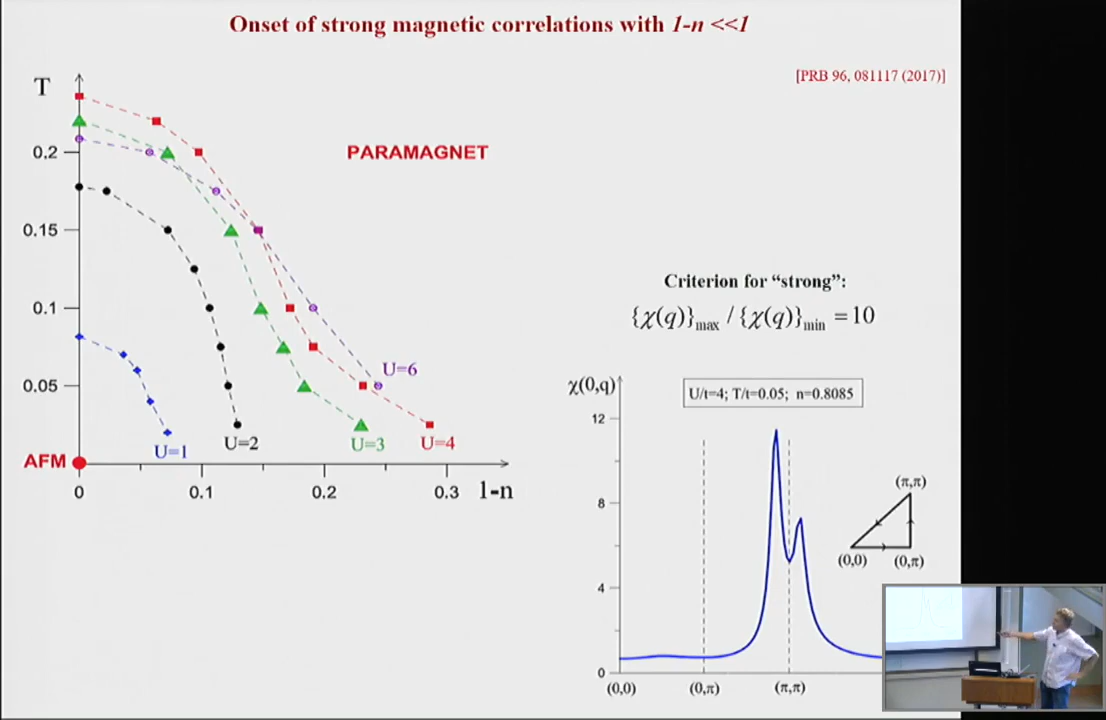 Onset of strong magnetic correlations with 1-n <<1
[PRB 96, 081117 (2017)]
T
0.2
0.15
0.1
0.05
PARAMAGNET
U=6
U=1
U=2
U=3
U=4
AFM
0
0.1
0.2
0.3
1-n
Criterion for “strong”:
{χ(q)}max / {χ(q)}min = 10
χ(0,q)
U/t=4; T/t=0.05; n=0.8085
12
8
4
0
(0,0)
(0,π)
(π,π)
(π,π)
(0,0)
(0,π)